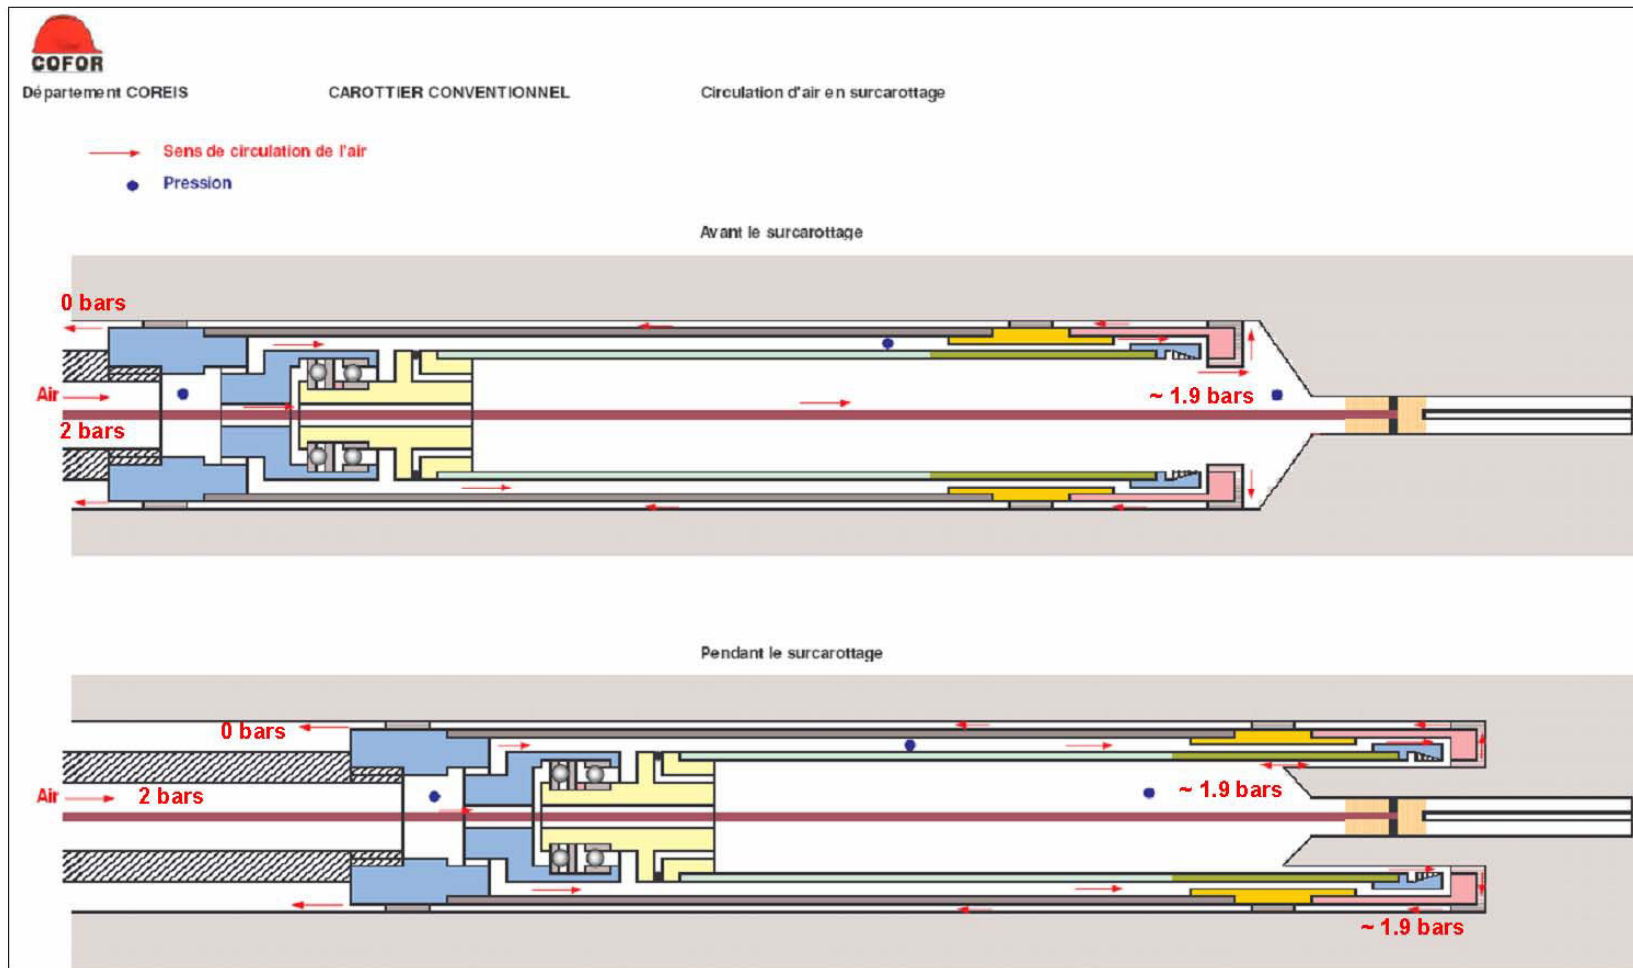 COFOR
Département COREIS CAROTTIER CONVENTIONNEL Circulation d'air en surcarottage
Sens de circulation de l'air
Pression
Avant le surcarottage
0 bars
Air
2 bars
~ 1.9 bars
Pendant le surcarottage
0 bars
Air 2 bars
~ 1.9 bars
~ 1.9 bars